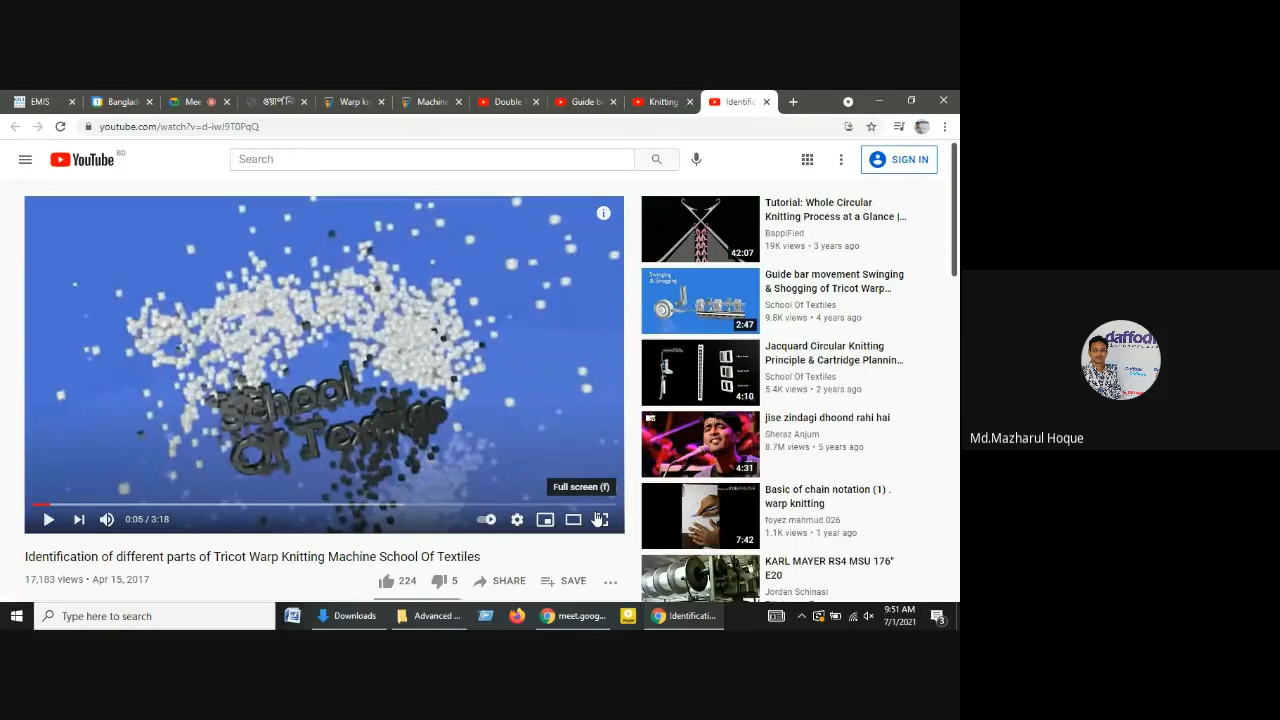 EMIS
Banglad
Mee
ওয়ার্প নি
Warp kn
Machine
Double
Guide b
Knitting
Identific
youtube.com/watch?v=d-iwJ9T0PqQ
YouTube BD
Search
SIGN IN
School
Of Textiles
Full screen (f)
0:05 / 3:18
Identification of different parts of Tricot Warp Knitting Machine School Of Textiles
17,183 views • Apr 15, 2017
224
5
SHARE
SAVE
Tutorial: Whole Circular
Knitting Process at a Glance |...
BappiFied
19K views • 3 years ago
42:07
Swinging
& Shogging
Guide bar movement Swinging
& Shogging of Tricot Warp...
School Of Textiles
9.8K views • 4 years ago
2:47
Jacquard Circular Knitting
Principle & Cartridge Plannin...
School Of Textiles
5.4K views • 2 years ago
4:10
jise zindagi dhoond rahi hai
Sheraz Anjum
8.7M views • 5 years ago
4:31
Basic of chain notation (1) .
warp knitting
foyez mahmud 026
1.1K views • 1 year ago
7:42
KARL MAYER RS4 MSU 176"
E20
Jordan Schinasi
Type here to search
Downloads
Advanced ...
meet.goog...
Identificati...
9:51 AM
7/1/2021
3
daffodi
Md.Mazharul Hoque